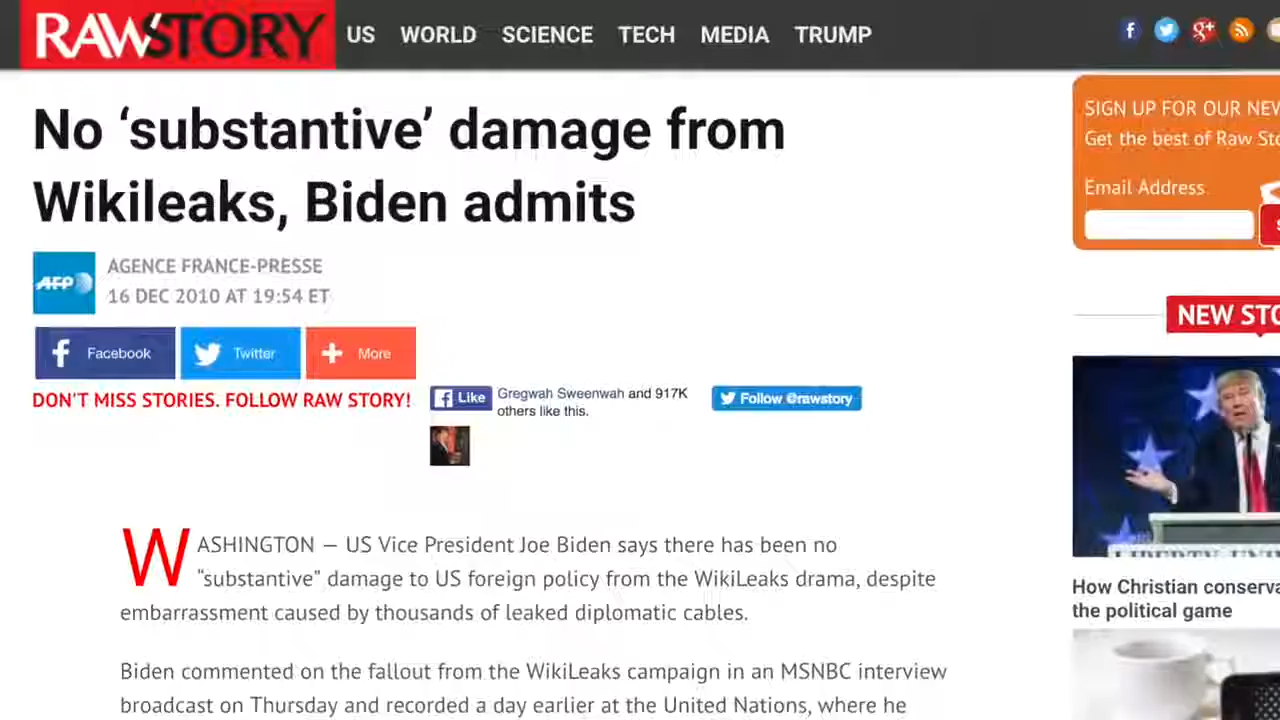 RAWSTORY US WORLD SCIENCE TECH MEDIA TRUMP
No ‘substantive’ damage from
Wikileaks, Biden admits
AFP
AGENCE FRANCE-PRESSE
16 DEC 2010 AT 19:54 ET
Facebook Twitter More
DON'T MISS STORIES. FOLLOW RAW STORY!
Like
Gregwah Sweenwah and 917K
others like this.
Follow @rawstory
WASHINGTON — US Vice President Joe Biden says there has been no
“substantive” damage to US foreign policy from the WikiLeaks drama, despite
embarrassment caused by thousands of leaked diplomatic cables.
Biden commented on the fallout from the WikiLeaks campaign in an MSNBC interview
broadcast on Thursday and recorded a day earlier at the United Nations, where he
SIGN UP FOR OUR NEW
Get the best of Raw Sto
Email Address
NEW STO
LIBERTY UN
How Christian conserva
the political game